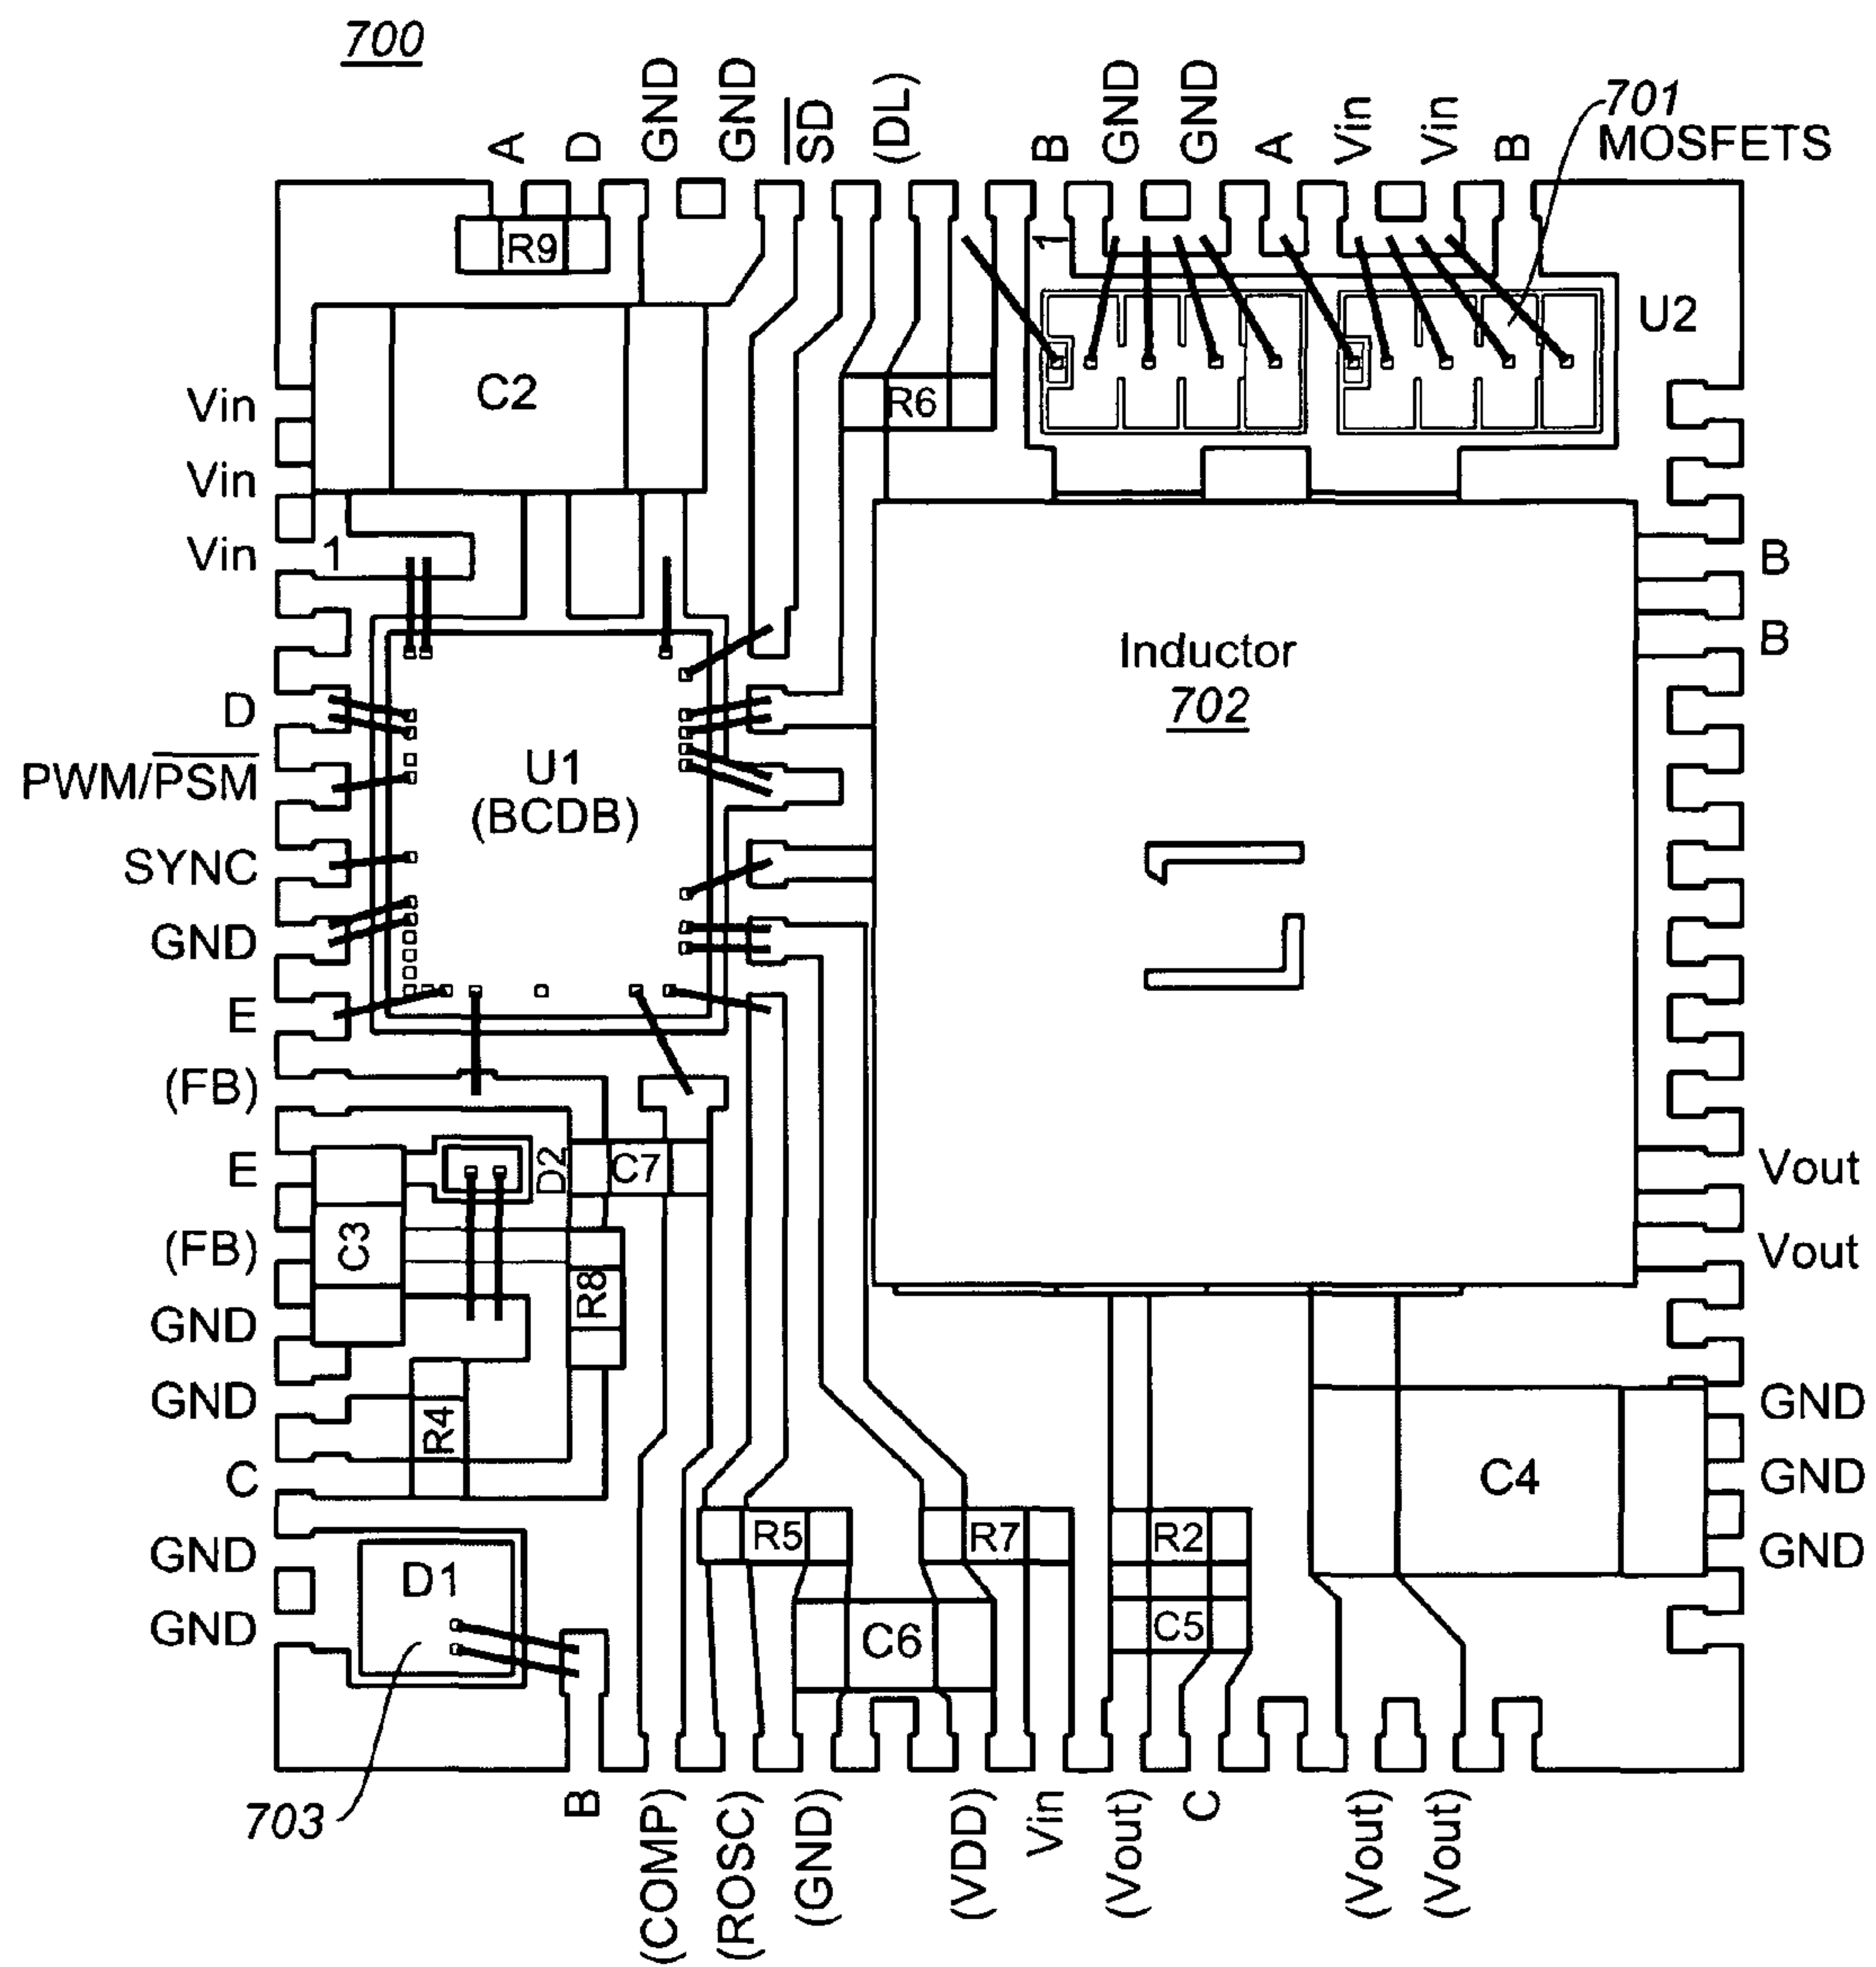 700
A
D
GND
GND
SD
(DL)
B
GND
GND
A
Vin
Vin
B
701
MOSFETS
R9
1
U2
C2
R6
Vin
Vin
Vin
1
B
B
Inductor
702
D
PWM/PSM
U1
(BCDB)
SYNC
GND
E
(FB)
E
D2
C7
Vout
C3
(FB)
R8
Vout
GND
GND
R4
GND
C
C4
GND
GND
R5
R7
R2
GND
D1
GND
C6
C5
703
B
(COMP)
(ROSC)
(GND)
(VDD)
Vin
(Vout)
C
(Vout)
(Vout)